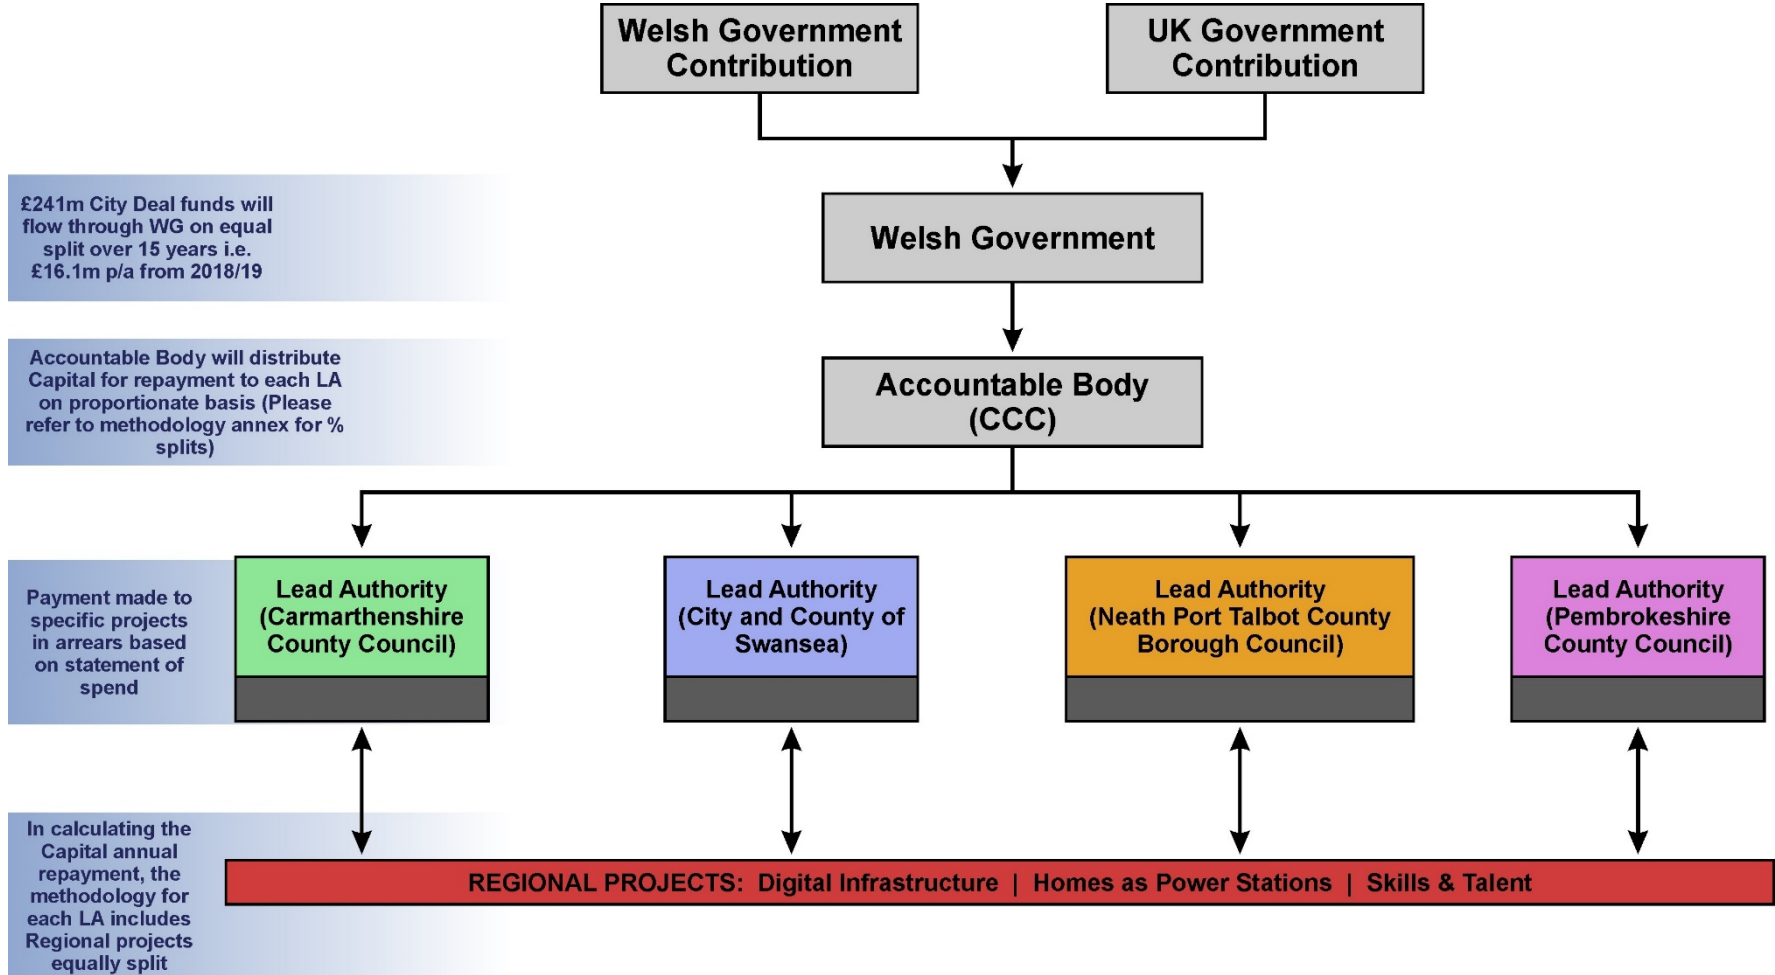 Welsh Government
Contribution
UK Government
Contribution
£241m City Deal funds will
flow through WG on equal
split over 15 years i.e.
£16.1m p/a from 2018/19
Welsh Government
Accountable Body will distribute
Capital for repayment to each LA
on proportionate basis (Please
refer to methodology annex for %
splits)
Accountable Body
(CCC)
Payment made to
specific projects
in arrears based
on statement of
spend
Lead Authority
(Carmarthenshire
County Council)
Lead Authority
(City and County of
Swansea)
Lead Authority
(Neath Port Talbot County
Borough Council)
Lead Authority
(Pembrokeshire
County Council)
In calculating the
Capital annual
repayment, the
methodology for
each LA includes
Regional projects
equally split
REGIONAL PROJECTS: Digital Infrastructure | Homes as Power Stations | Skills & Talent